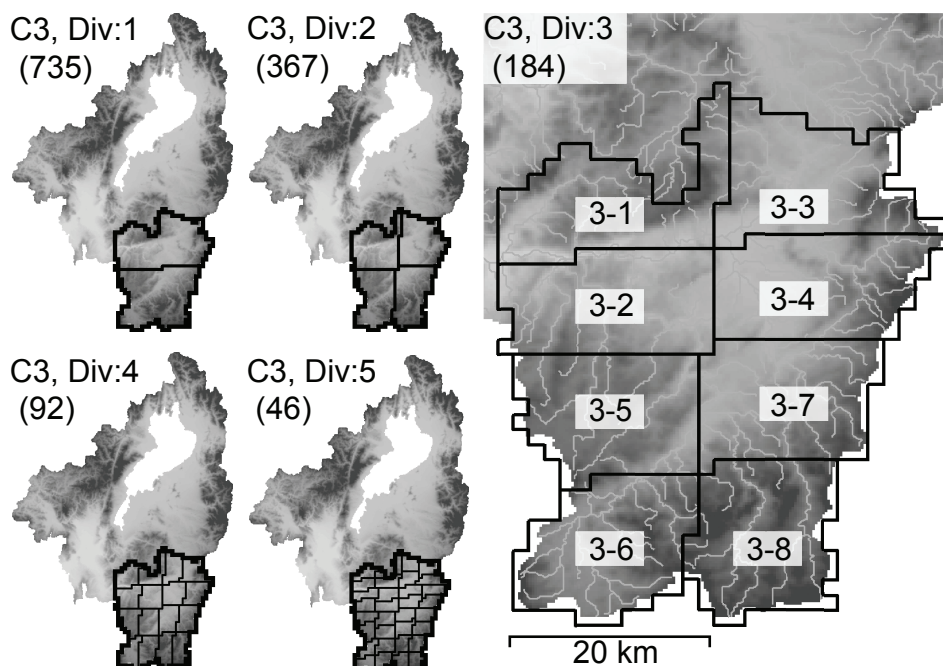 C3, Div:1
(735)
C3, Div:2
(367)
C3, Div:3
(184)
3-1
3-3
3-2
3-4
3-5
3-7
3-6
3-8
20 km
C3, Div:4
(92)
C3, Div:5
(46)